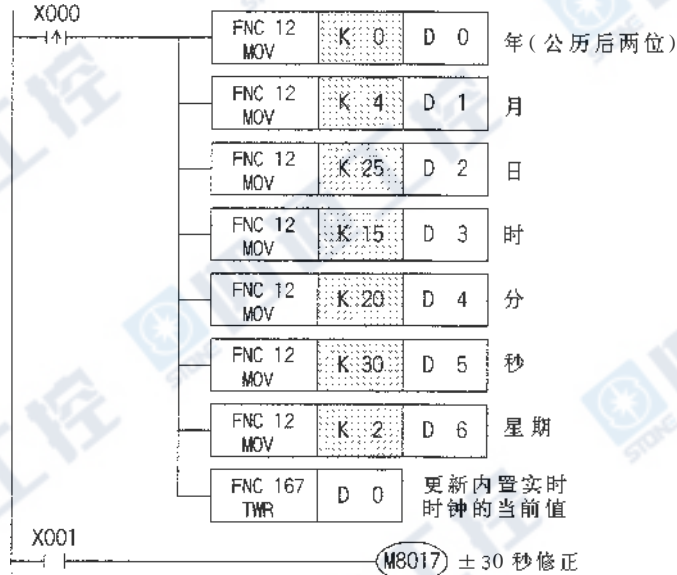 X000
FNC 12 MOV K 0 D 0 年(公历后两位)
FNC 12 MOV K 4 D 1 月
FNC 12 MOV K 25 D 2 日
FNC 12 MOV K 15 D 3 时
FNC 12 MOV K 20 D 4 分
FNC 12 MOV K 30 D 5 秒
FNC 12 MOV K 2 D 6 星期
FNC 167 TWR D 0 更新内置实时
时钟的当前值
X001
M8017 ±30秒修正